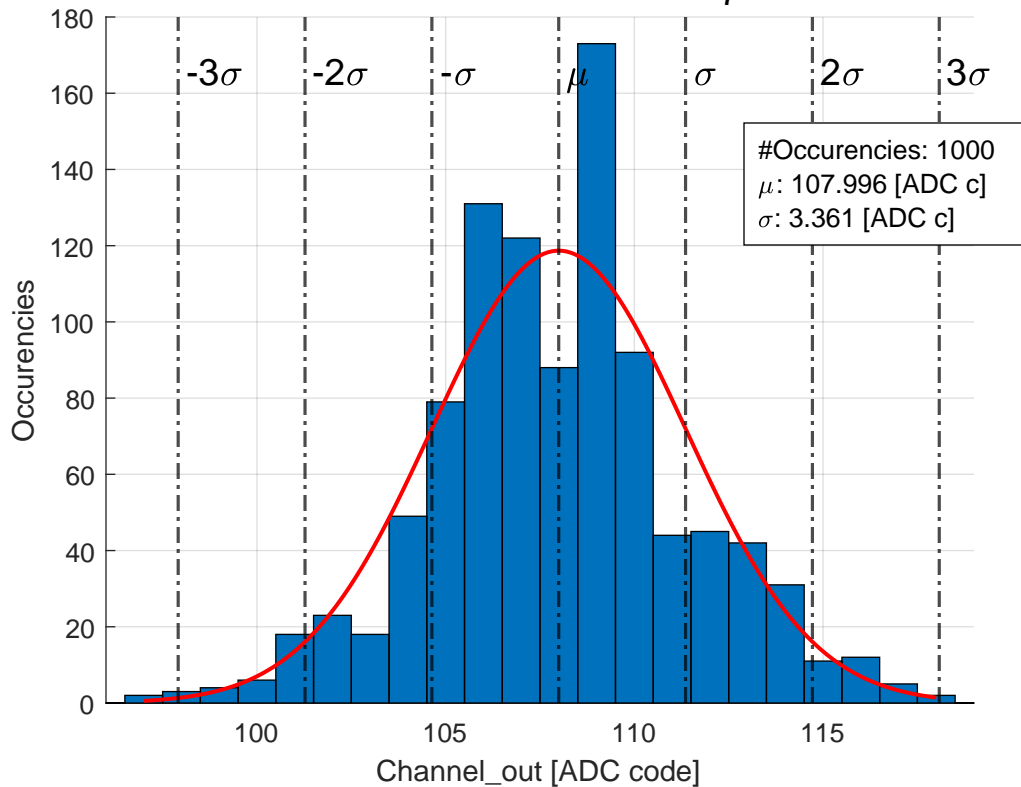 180
160
140
120
100
80
60
40
20
0
Occurencies
-3σ -2σ -σ μ σ 2σ 3σ
#Occurencies: 1000
μ: 107.996 [ADC c]
σ: 3.361 [ADC c]
100 105 110 115
Channel_out [ADC code]